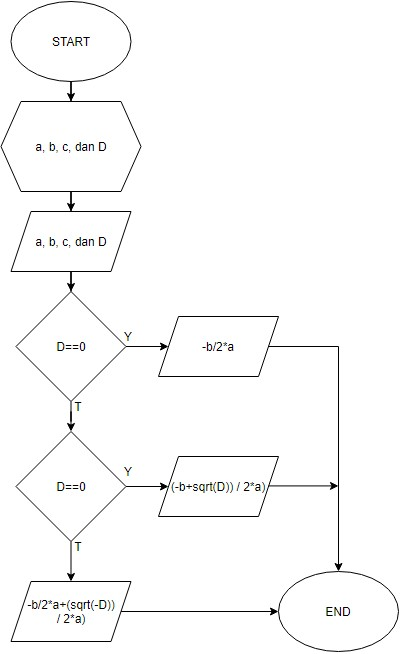 START
a, b, c, dan D
a, b, c, dan D
D==0
Y
-b/2*a
T
D==0
Y
(-b+sqrt(D)) / 2*a)
T
-b/2*a+(sqrt(-D))
/ 2*a)
END